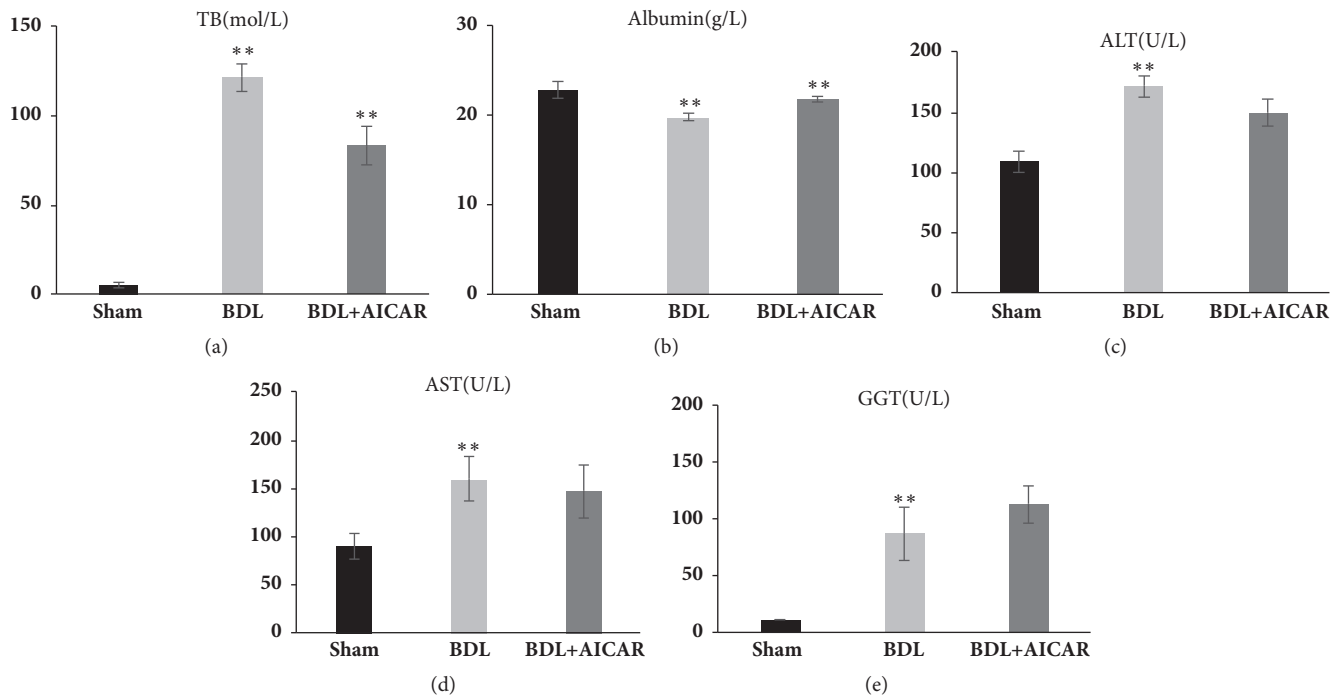 TB(mol/L)
150
100
50
0
**
**
Sham BDL BDL+AICAR
(a)
Albumin(g/L)
30
20
10
0
**
**
Sham BDL BDL+AICAR
(b)
ALT(U/L)
200
150
100
50
0
**
Sham BDL BDL+AICAR
(c)
AST(U/L)
250
200
150
100
50
0
**
Sham BDL BDL+AICAR
(d)
GGT(U/L)
200
150
100
50
0
**
Sham BDL BDL+AICAR
(e)